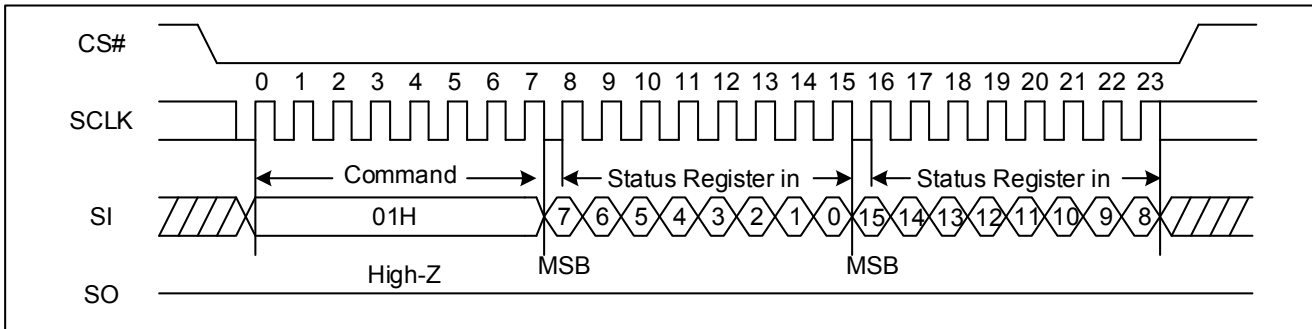 CS#
0 1 2 3 4 5 6 7 8 9 10 11 12 13 14 15 16 17 18 19 20 21 22 23
SCLK
Command Status Register in Status Register in
SI 01H 7 6 5 4 3 2 1 0 15 14 13 12 11 10 9 8
High-Z MSB MSB
SO